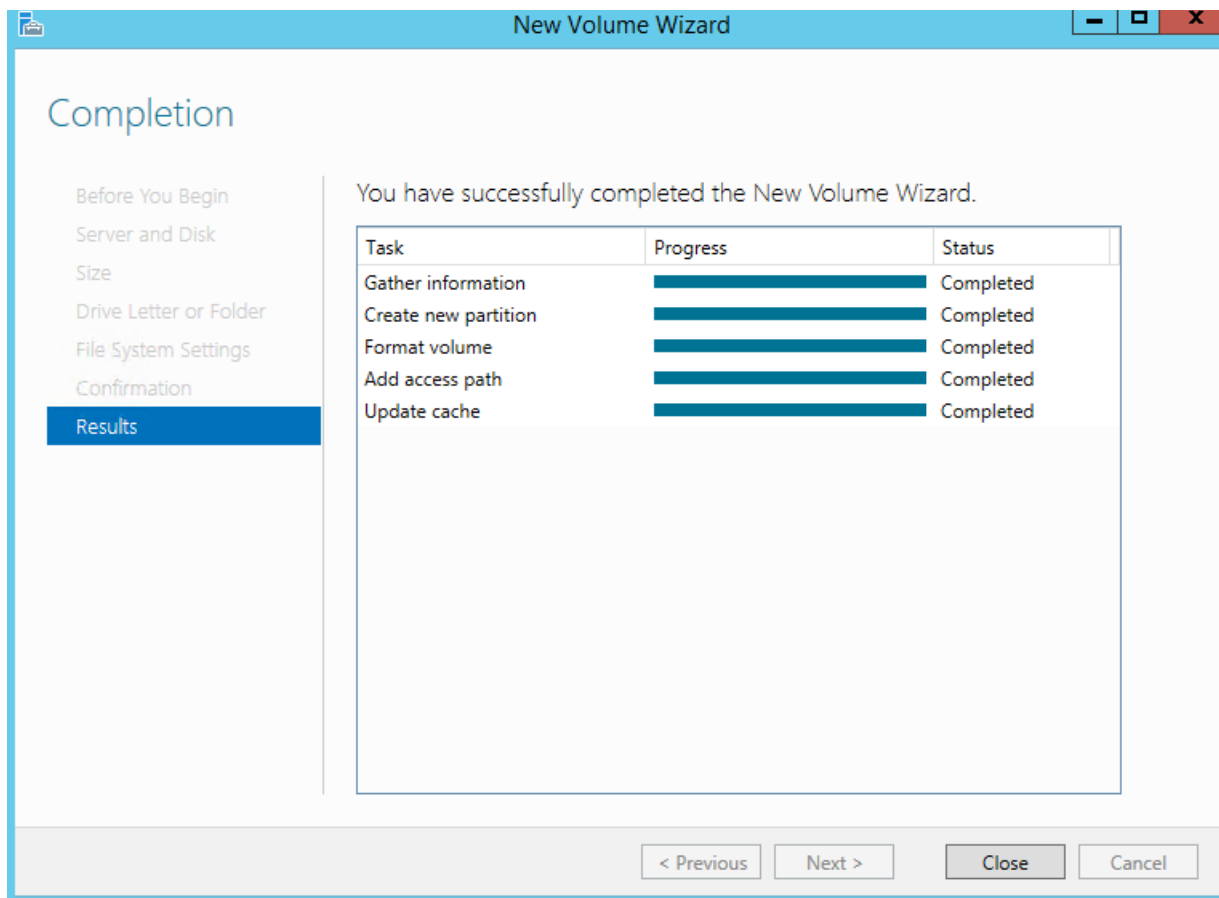 New Volume Wizard
Completion
Before You Begin
Server and Disk
Size
Drive Letter or Folder
File System Settings
Confirmation
Results
You have successfully completed the New Volume Wizard.
Task Progress Status
Gather information Completed
Create new partition Completed
Format volume Completed
Add access path Completed
Update cache Completed
< Previous Next > Close Cancel